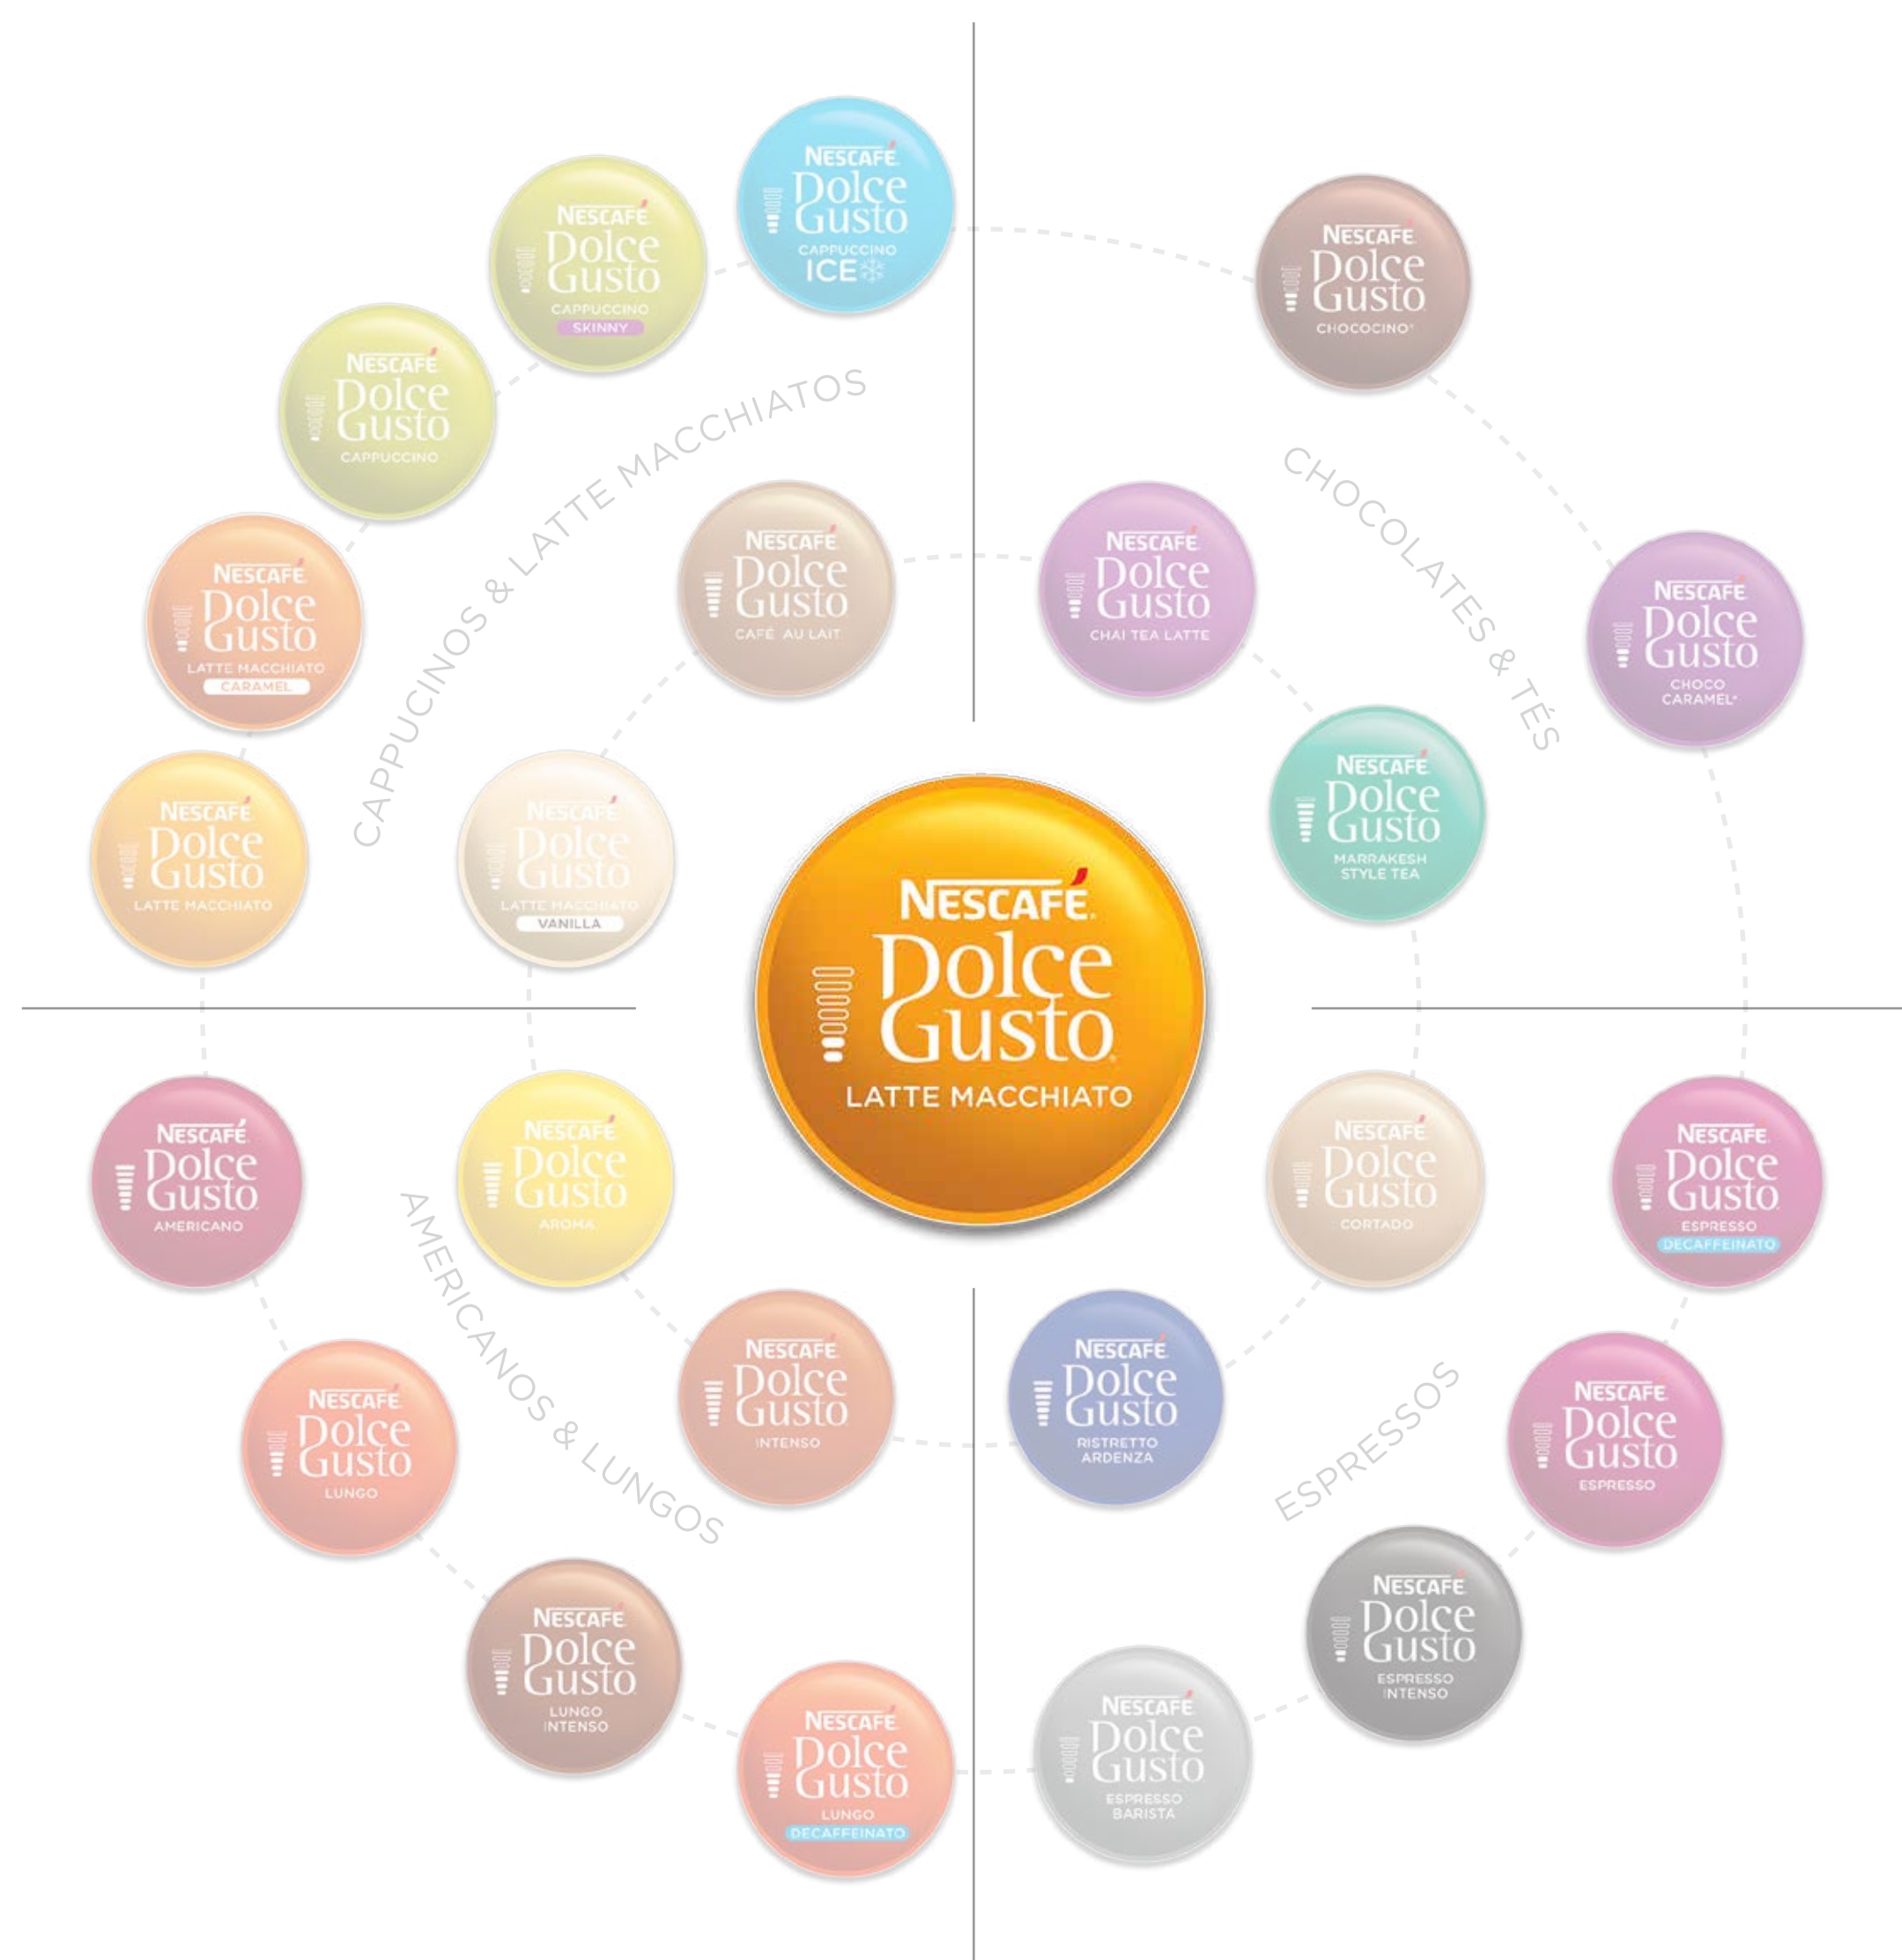 NESCAFÉ
Dolce
Gusto
CAPPUCCINO
ICE
NESCAFÉ
Dolce
Gusto
CAPPUCCINO
SKINNY
NESCAFÉ
Dolce
Gusto
CAPPUCCINO
NESCAFÉ
Dolce
Gusto
LATTE MACCHIATO
CARAMEL
NESCAFÉ
Dolce
Gusto
LATTE MACCHIATO
CAPPUCINOS & LATTE MACCHIATOS
NESCAFÉ
Dolce
Gusto
CAFÉ AU LAIT
NESCAFÉ
Dolce
Gusto
LATTE MACCHIATO
VANILLA
NESCAFÉ
Dolce
Gusto
CHOCOCINO*
NESCAFÉ
Dolce
Gusto
CHOCO
CARAMEL*
CHOCOLATES & TÉS
NESCAFÉ
Dolce
Gusto
CHAI TEA LATTE
NESCAFÉ
Dolce
Gusto
MARRAKESH
STYLE TEA
NESCAFÉ.
Dolce
Gusto
LATTE MACCHIATO
NESCAFÉ
Dolce
Gusto
AMERICANO
NESCAFÉ
Dolce
Gusto
AROMA
NESCAFÉ
Dolce
Gusto
INTENSO
AMERICANOS & LUNGOS
NESCAFÉ
Dolce
Gusto
LUNGO
NESCAFÉ
Dolce
Gusto
LUNGO
INTENSO
NESCAFÉ
Dolce
Gusto
LUNGO
DECAFFEINATO
NESCAFÉ
Dolce
Gusto
CORTADO
NESCAFÉ
Dolce
Gusto
ESPRESSO
DECAFFEINATO
NESCAFÉ
Dolce
Gusto
RISTRETTO
ARDENZA
ESPRESSOS
NESCAFÉ
Dolce
Gusto
ESPRESSO
NESCAFÉ
Dolce
Gusto
ESPRESSO
INTENSO
NESCAFÉ
Dolce
Gusto
ESPRESSO
BARISTA